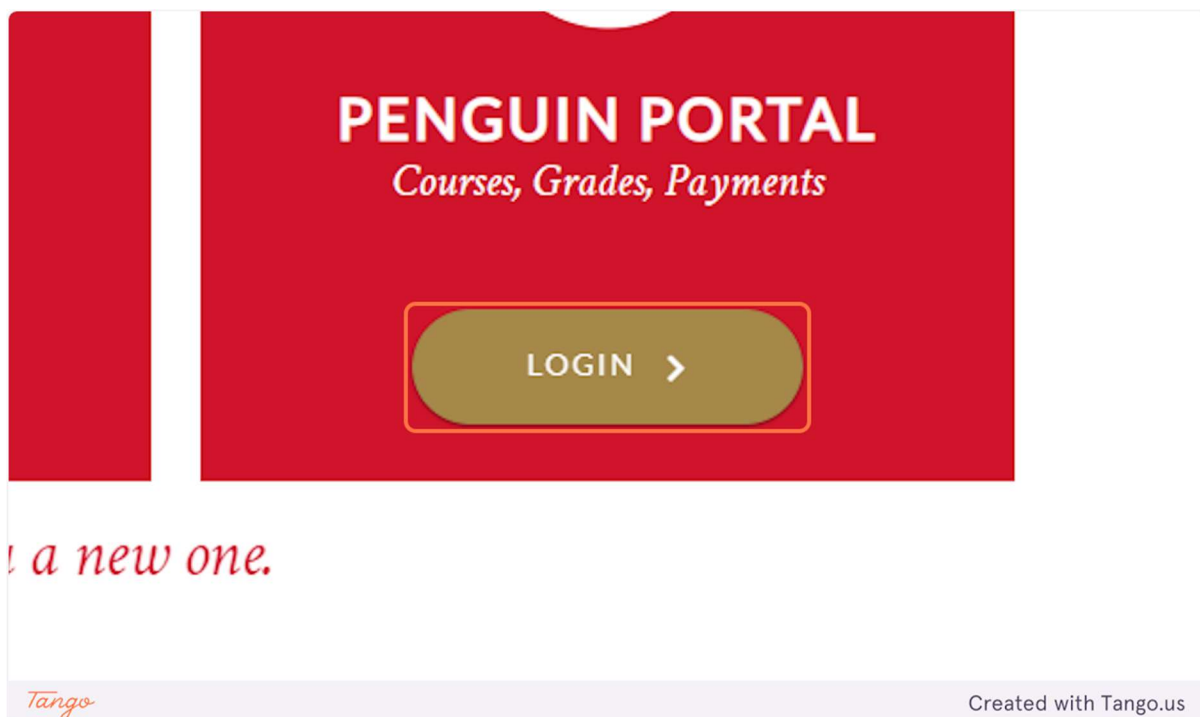 PENGUIN PORTAL
Courses, Grades, Payments
LOGIN
a new one.
Tango
Created with Tango.us